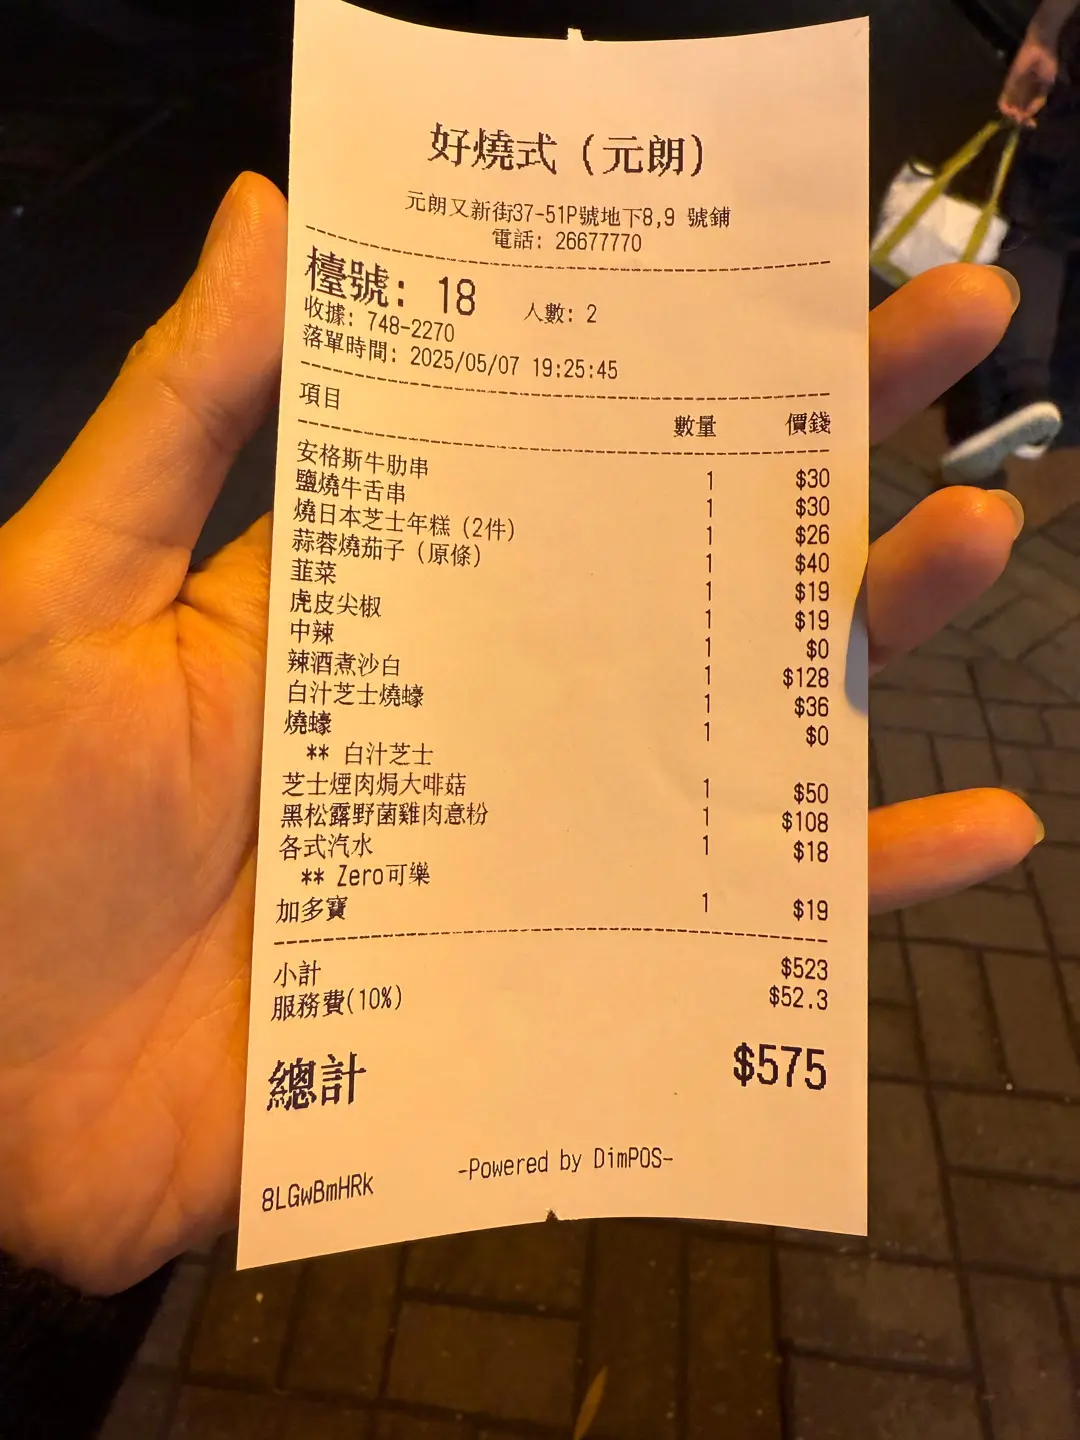 好燒式（元朗）
元朗又新街37-51P號地下8,9 號鋪
電話: 26677770
檯號: 18 人數: 2
收據: 748-2270
落單時間: 2025/05/07 19:25:45
項目 數量 價錢
安格斯牛肋串 1 $30
鹽燒牛舌串 1 $30
燒日本芝士年糕（2件） 1 $26
蒜蓉燒茄子（原條） 1 $40
韮菜 1 $19
虎皮尖椒 1 $19
中辣 1 $0
辣酒煮沙白 1 $128
白汁芝士燒蠔 1 $36
燒蠔 1 $0
** 白汁芝士
芝士煙肉焗大啡菇 1 $50
黑松露野菌雞肉意粉 1 $108
各式汽水 1 $18
** Zero可樂
加多寶 1 $19
小計 $523
服務費(10%) $52.3
總計 $575
-Powered by DimPOS-
8LGwBmHRk